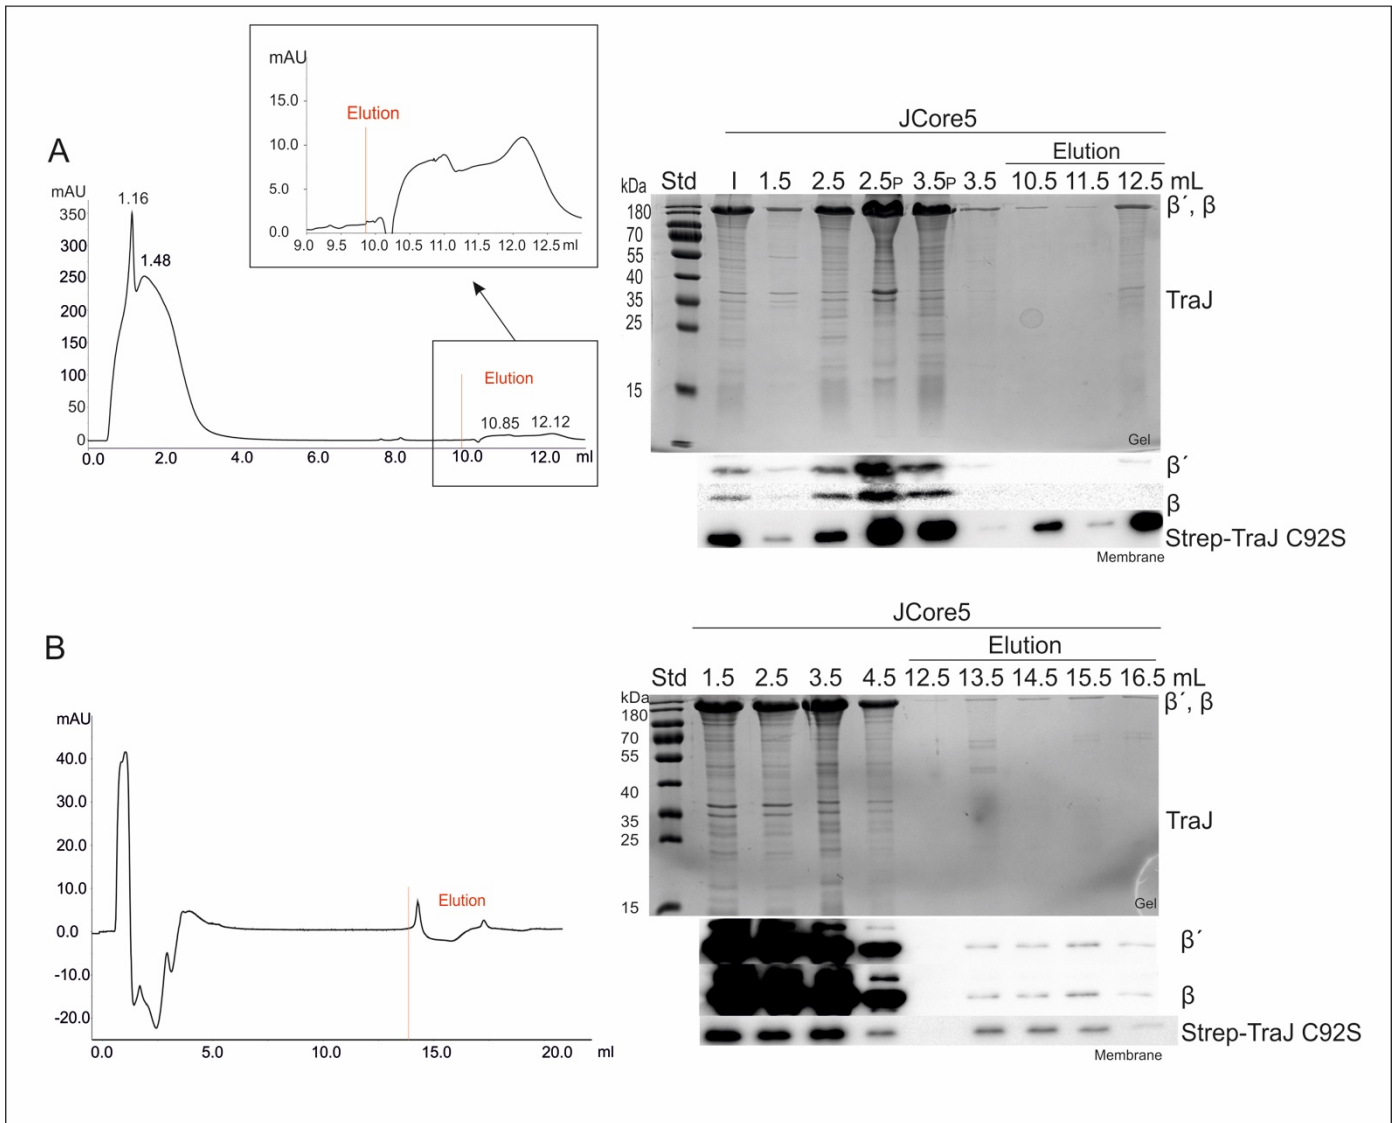 A
mAU
350
300
250
200
150
100
50
0
1.16
1.48
0.0 2.0 4.0 6.0 8.0 10.0 12.0 ml
Elution
10.85 12.12
mAU
15.0
10.0
5.0
0.0
Elution
9.0 9.5 10.0 10.5 11.0 11.5 12.0 12.5 ml
JCore5
Elution
kDa Std I 1.5 2.5 2.5P 3.5P 3.5 10.5 11.5 12.5 mL
180
70
55
40
35
25
15
β´, β
TraJ
Gel
β´
β
Strep-TraJ C92S
Membrane
B
mAU
40.0
30.0
20.0
10.0
0.0
-10.0
-20.0
Elution
0.0 5.0 10.0 15.0 20.0 ml
JCore5
Elution
Std 1.5 2.5 3.5 4.5 12.5 13.5 14.5 15.5 16.5 mL
kDa
180
70
55
40
35
25
15
β´, β
TraJ
Gel
β´
β
Strep-TraJ C92S
Membrane